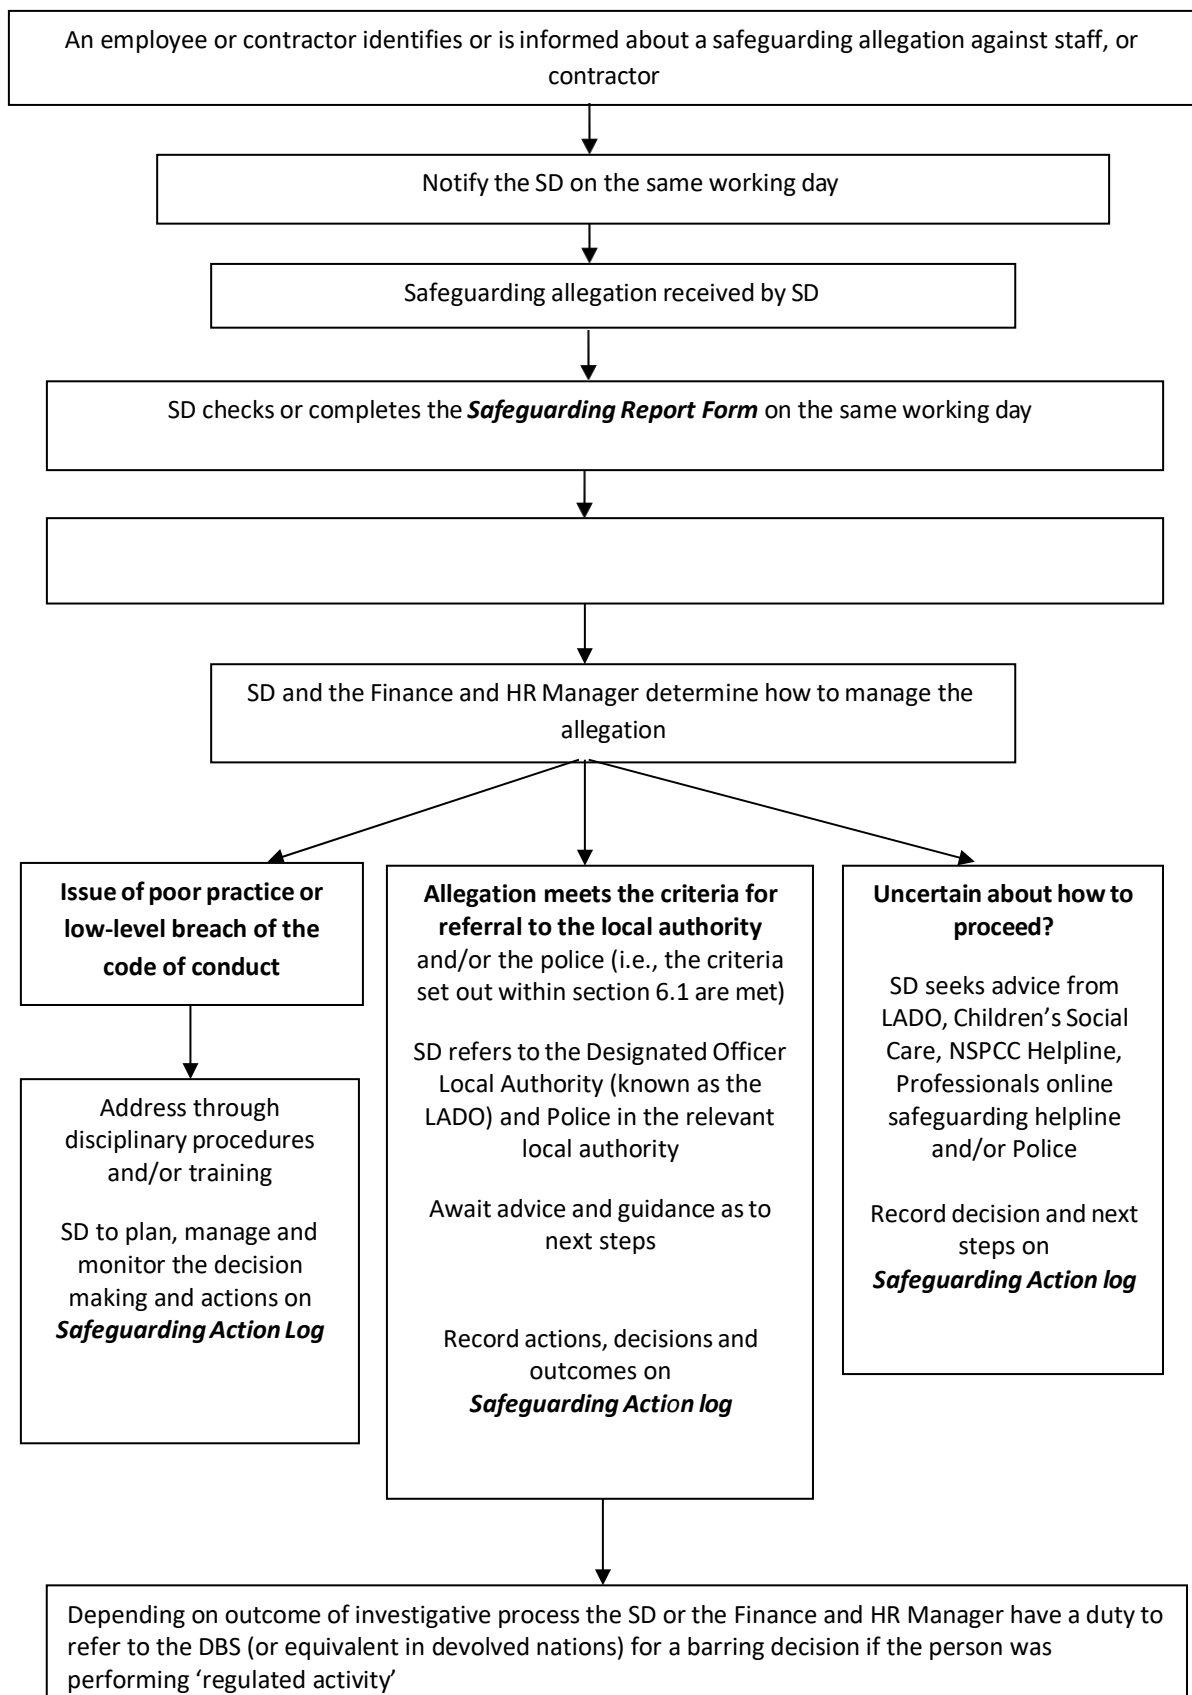 An employee or contractor identifies or is informed about a safeguarding allegation against staff, or
contractor
Notify the SD on the same working day
Safeguarding allegation received by SD
SD checks or completes the Safeguarding Report Form on the same working day
SD and the Finance and HR Manager determine how to manage the
allegation
Issue of poor practice or
low-level breach of the
code of conduct
Address through
disciplinary procedures
and/or training
SD to plan, manage and
monitor the decision
making and actions on
Safeguarding Action Log
Allegation meets the criteria for
referral to the local authority
and/or the police (i.e., the criteria
set out within section 6.1 are met)
SD refers to the Designated Officer
Local Authority (known as the
LADO) and Police in the relevant
local authority
Await advice and guidance as to
next steps
Record actions, decisions and
outcomes on
Safeguarding Action log
Uncertain about how to
proceed?
SD seeks advice from
LADO, Children’s Social
Care, NSPCC Helpline,
Professionals online
safeguarding helpline
and/or Police
Record decision and next
steps on
Safeguarding Action log
Depending on outcome of investigative process the SD or the Finance and HR Manager have a duty to
refer to the DBS (or equivalent in devolved nations) for a barring decision if the person was
performing ‘regulated activity’